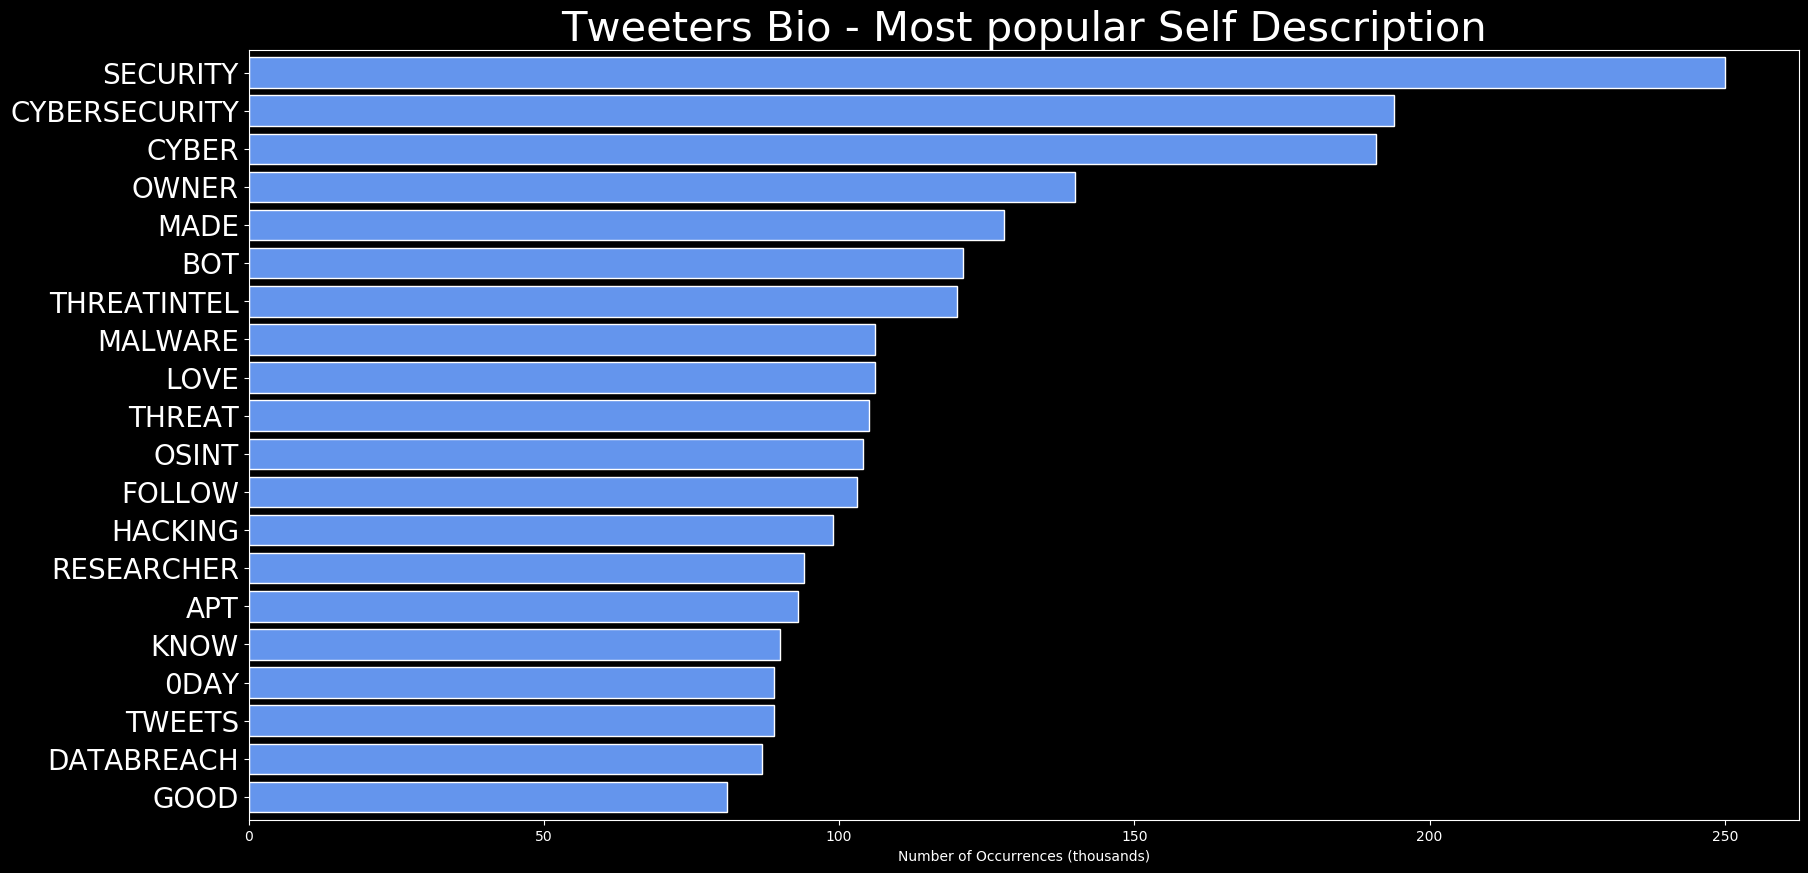 Tweeters Bio - Most popular Self Description
SECURITY
CYBERSECURITY
CYBER
OWNER
MADE
BOT
THREATINTEL
MALWARE
LOVE
THREAT
OSINT
FOLLOW
HACKING
RESEARCHER
APT
KNOW
0DAY
TWEETS
DATABREACH
GOOD
0 50 100 150 200 250
Number of Occurrences (thousands)